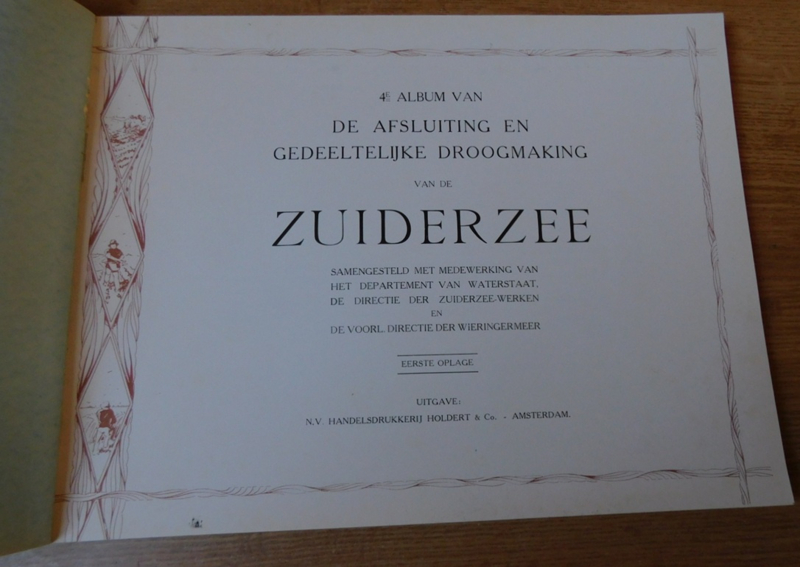 4E ALBUM VAN
DE AFSLUITING EN
GEDEELTELIJKE DROOGMAKING
VAN DE
ZUIDERZEE
SAMENGESTELD MET MEDEWERKING VAN
HET DEPARTEMENT VAN WATERSTAAT,
DE DIRECTIE DER ZUIDERZEE-WERKEN
EN
DE VOORL. DIRECTIE DER WIERINGERMEER
EERSTE OPLAGE
UITGAVE:
N.V HANDELSDRUKKERIJ HOLDERT & Co. - AMSTERDAM.